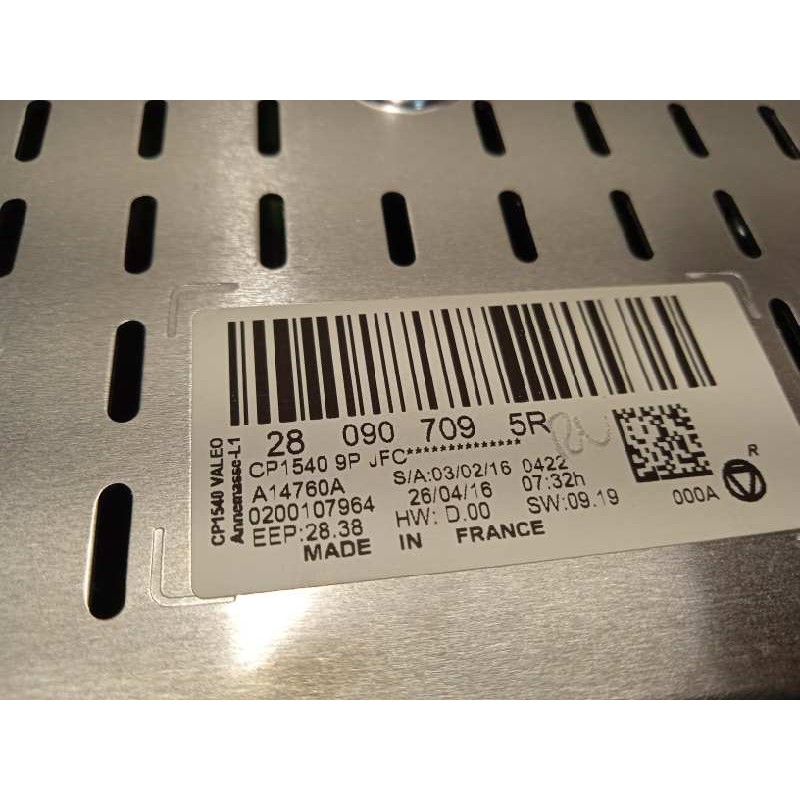 CP1540 VALEO
Annemasse-L1
28 090 709 5R
CP1540 9P JFC**************
A14760A S/A:03/02/16 0422
0200107964 26/04/16 07:32h
EEP:28.38 HW: D.00 SW:09.19
MADE IN FRANCE
000A
R